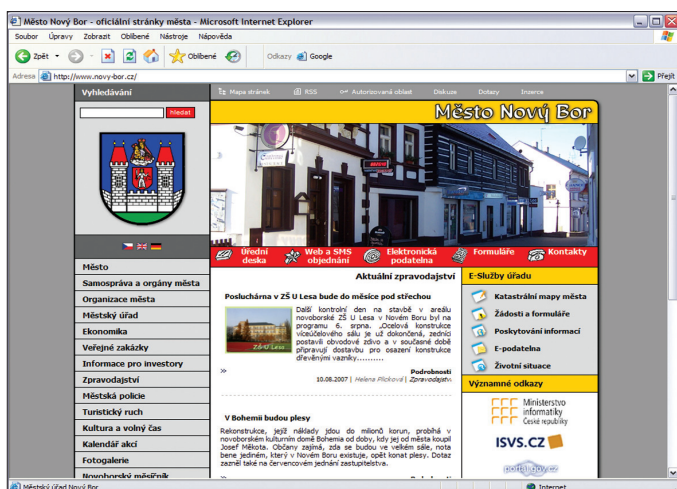 Město Nový Bor - oficiální stránky města - Microsoft Internet Explorer
Soubor Úpravy Zobrazit Oblíbené Nástroje Nápověda
Zpět Oblíbené Odkazy Google
Adresa http://www.novy-bor.cz/ Přejít
Vyhledávání
Mapa stránek RSS Autorizovaná oblast Diskuze Dotazy Inzerce
hledat
Město Nový Bor
Úřední deska
Web a SMS objednání
Elektronická podatelna
Formuláře
Kontakty
Město
Samospráva a orgány města
Organizace města
Městský úřad
Ekonomika
Veřejné zakázky
Informace pro investory
Zpravodajství
Městská policie
Turistický ruch
Kultura a volný čas
Kalendář akcí
Fotogalerie
Novoborský měsíčník
Aktuální zpravodajství
Posluchárna v ZŠ U Lesa bude do měsíce pod střechou
Další kontrolní den na stavbě v areálu
novoborské ZŠ U Lesa v Novém Boru byl na
programu 6. srpna. „Ocelová konstrukce
víceúčelového sálu je už dokončená, zedníci
postavili obvodové zdivo a v současné době
připravují dostavbu pro osazení konstrukce
dřevěnými vazníky..........
ZŠ U Lesa
» Podrobnosti
10.08.2007 | Helena Plicková | Zpravodajství
V Bohemii budou plesy
Rekonstrukce, jejíž náklady jdou do milionů korun, probíhá v
novoborském kulturním domě Bohemia od doby, kdy jej od města koupil
Josef Měkota. Občany zajímá, zda se budou ve velkém sále, nota
bene jediném, který v Novém Boru existuje, opět konat plesy. Dotaz
zazněl také na červencovém jednání zastupitelstva.
»
E-Služby úřadu
Katastrální mapy města
Žádosti a formuláře
Poskytování informací
E-podatelna
Životní situace
Významné odkazy
Ministerstvo
informatiky
České republiky
ISVS.CZ
portal.gov.cz
Městský úřad Nový Bor Internet